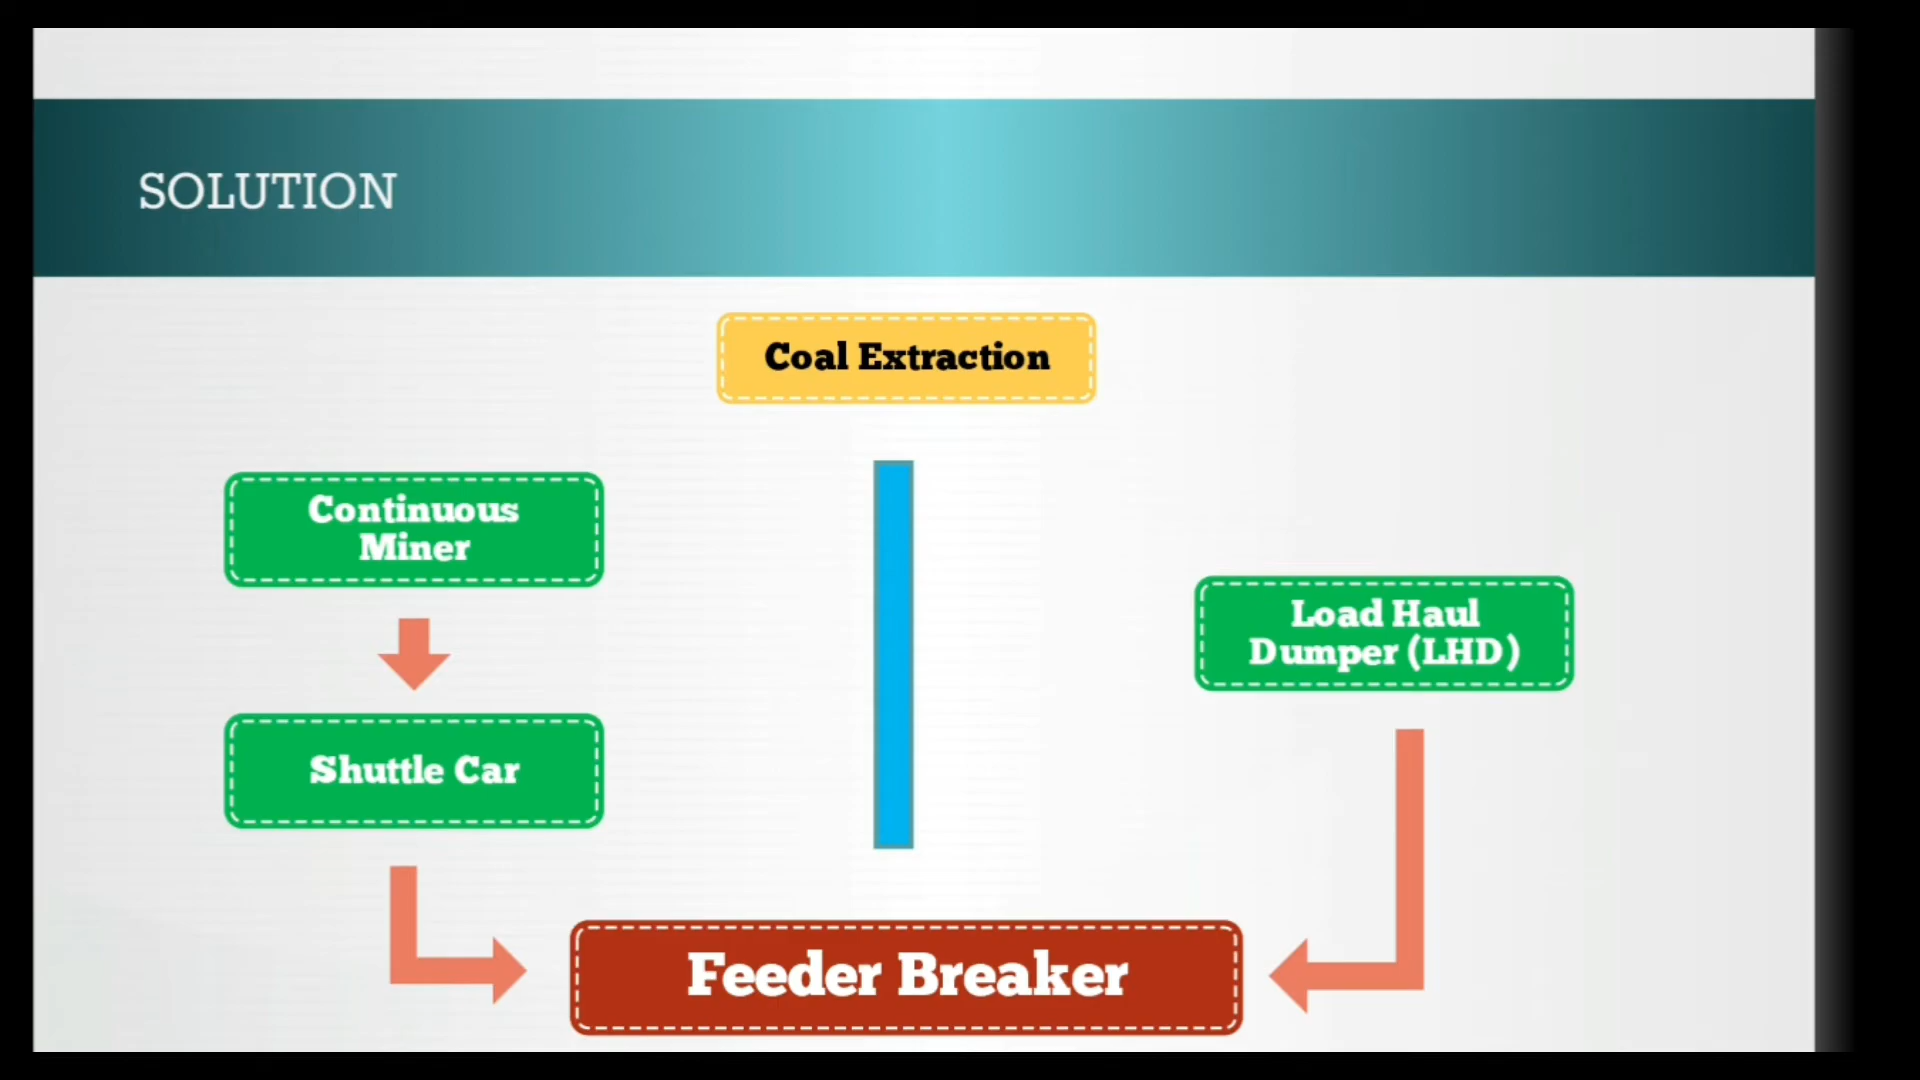 SOLUTION
Coal Extraction
Continuous
Miner
Load Haul
Dumper (LHD)
Shuttle Car
Feeder Breaker